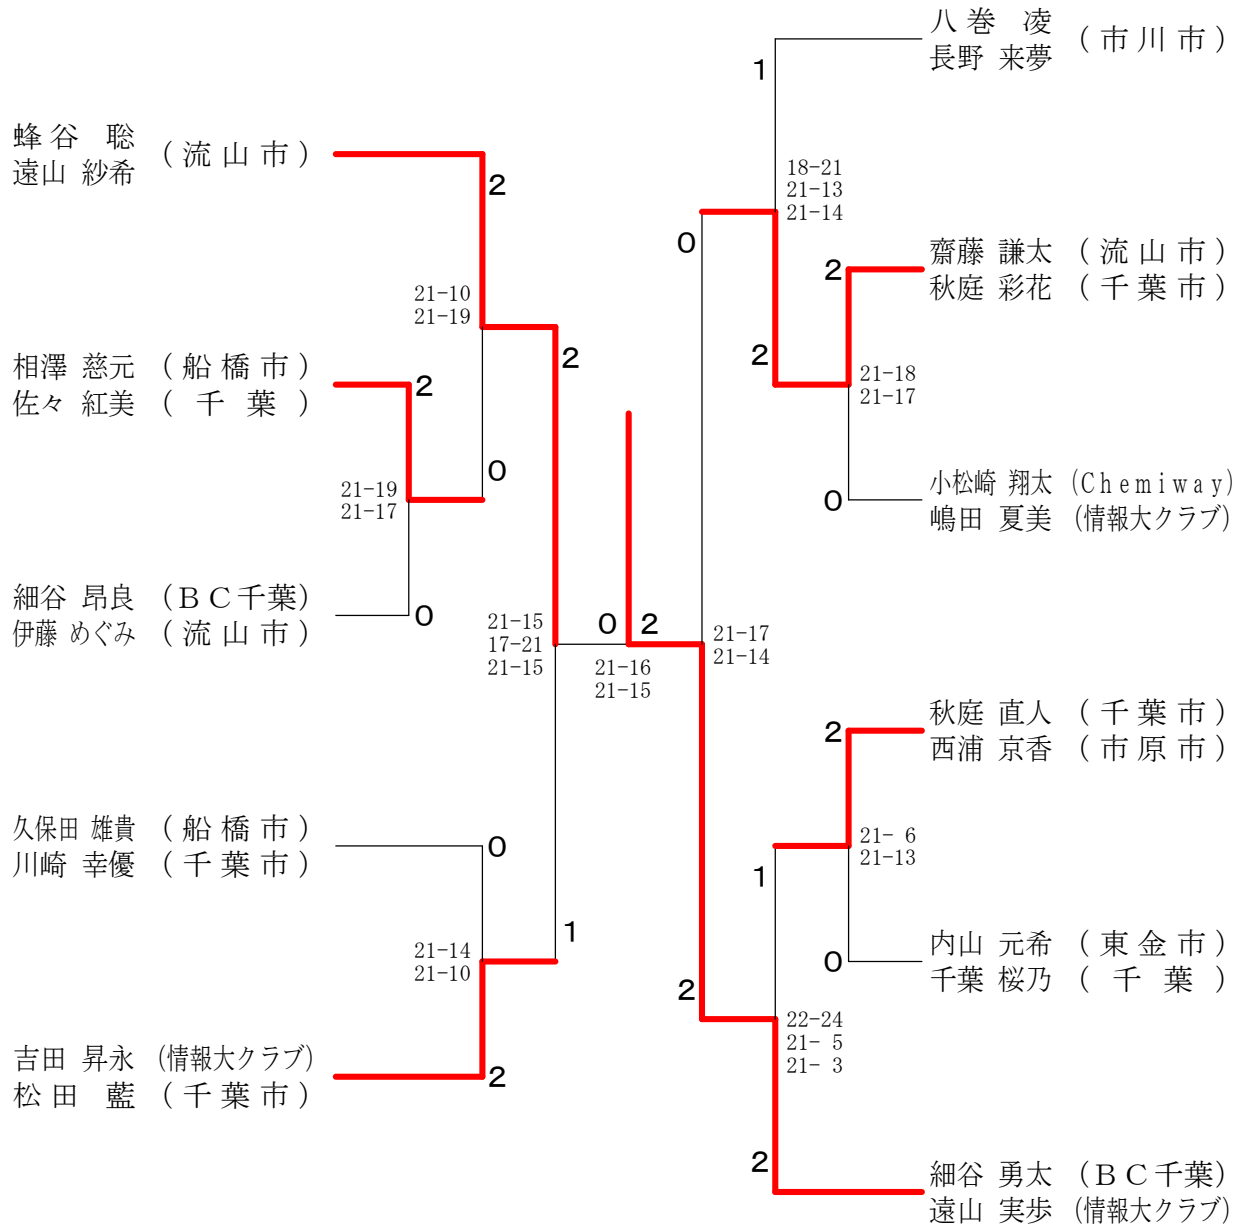 蜂谷 聡 (流山市)
遠山 紗希
2
21-10
21-19
相澤 慈元 (船橋市)
佐々 紅美 (千葉)
2
2
0
21-19
21-17
細谷 昂良 (BC千葉)
伊藤 めぐみ (流山市)
0
21-15
17-21
21-15
0 2
21-16
21-15
久保田 雄貴 (船橋市)
川崎 幸優 (千葉市)
0
1
21-14
21-10
吉田 昇永 (情報大クラブ)
松田 藍 (千葉市)
2
八巻 凌 (市川市)
長野 来夢
1
18-21
21-13
21-14
0
齋藤 謙太 (流山市)
秋庭 彩花 (千葉市)
2
2
21-18
21-17
小松崎 翔太 (Chemiway)
嶋田 夏美 (情報大クラブ)
0
21-17
21-14
秋庭 直人 (千葉市)
西浦 京香 (市原市)
2
21- 6
21-13
1
内山 元希 (東金市)
千葉 桜乃 (千葉)
0
2
22-24
21- 5
21- 3
2
細谷 勇太 (BC千葉)
遠山 実歩 (情報大クラブ)